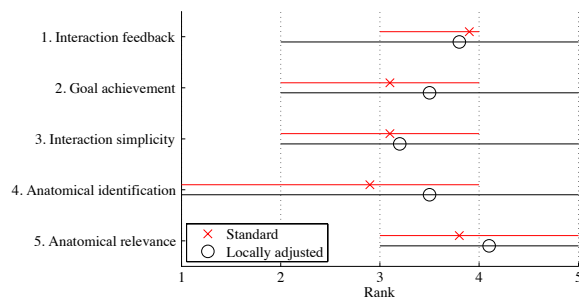 1. Interaction feedback
2. Goal achievement
3. Interaction simplicity
4. Anatomical identification
5. Anatomical relevance
Standard
Locally adjusted
1 2 3 4 5
Rank